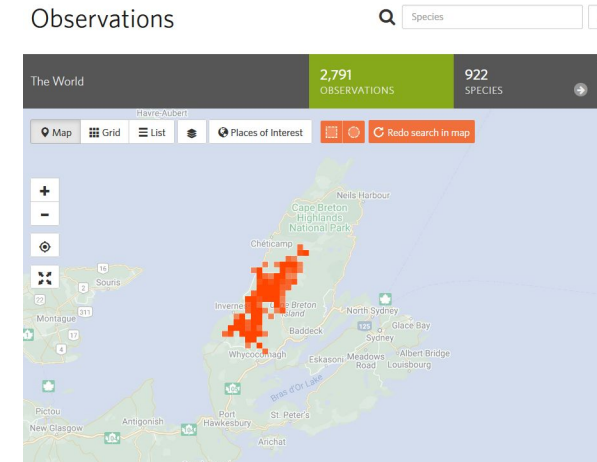 Observations
Species
The World
2,791
OBSERVATIONS
922
SPECIES
Havre-Aubert
Map
Grid
List
Places of Interest
Redo search in map
Neils Harbour
Cape Breton
Highlands
National Park
Chéticamp
16
2
Souris
22
Montague
311
17
4
Inverne
e Breton
sland
North Sydney
125
Glace Bay
Sydney
Baddeck
Whycocomagh
Eskasoni
Meadows
Road
Albert Bridge
Louisbourg
Bras d'Or Lake
Pictou
New Glasgow
Antigonish
Port
Hawkesbury
St. Peter's
Arichat